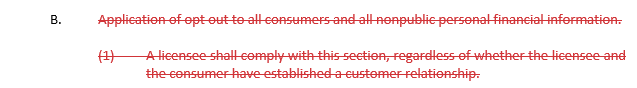 B. Application of opt out to all consumers and all nonpublic personal financial information.
(1) A licensee shall comply with this section, regardless of whether the licensee and
the consumer have established a customer relationship.